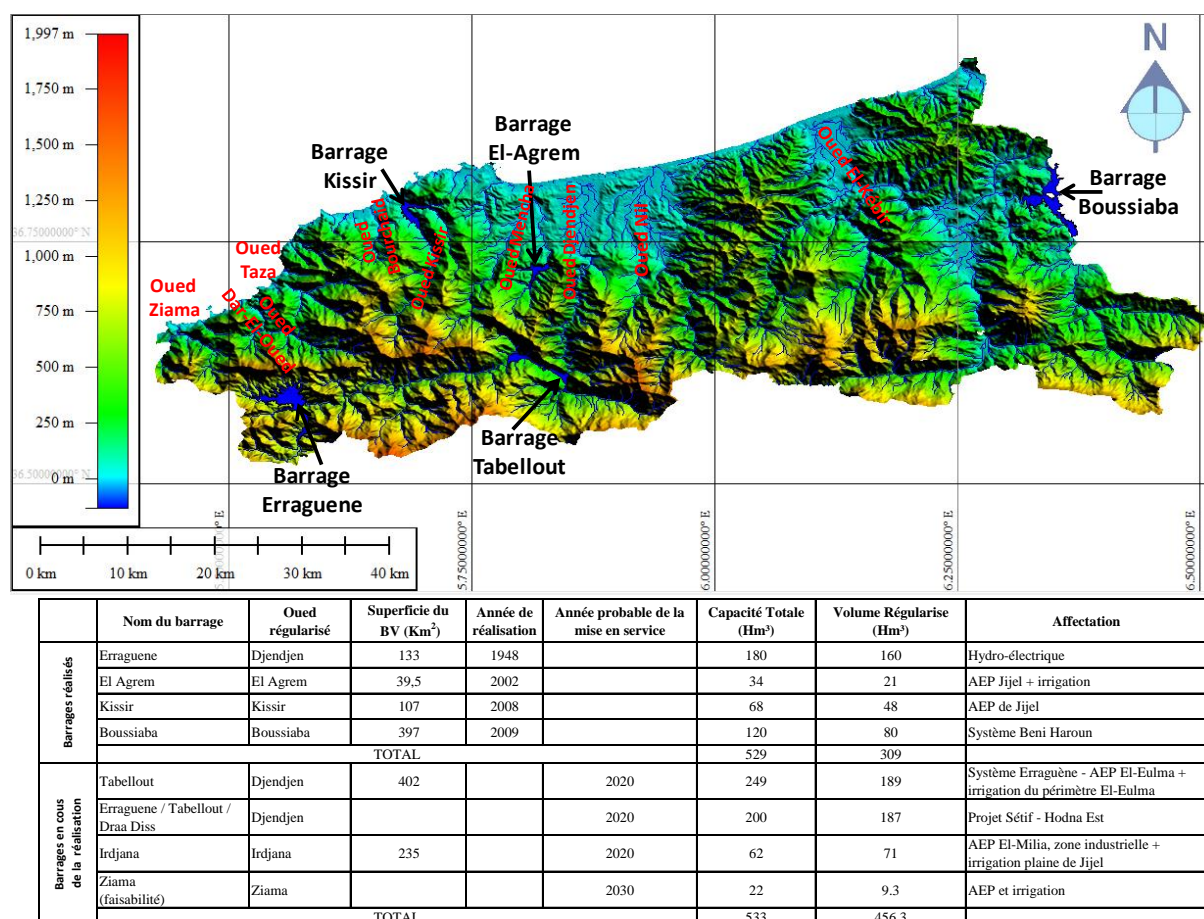 1,997 m
1,750 m
1,500 m
1,250 m
1,000 m
750 m
500 m
250 m
0 m
N
Barrage
El-Agrem
Barrage
Kissir
Barrage
Boussiaba
Oued El-Kébir
Oued Djendjen
Oued Nil
Oued Kissir
Oued
Taza
Oued
Ziama
Oued
Dar El-Oued
Barrage
Tabellout
Barrage
Erraguene
36.75000000° N
36.50000000° N
5.75000000° E
6.00000000° E
6.25000000° E
6.50000000° E
0 km 10 km 20 km 30 km 40 km
Nom du barrage | Oued régularisé | Superficie du BV (Km²) | Année de réalisation | Année probable de la mise en service | Capacité Totale (Hm³) | Volume Régularise (Hm³) | Affectation
Barrages réalisés
Erraguene | Djendjen | 133 | 1948 | | 180 | 160 | Hydro-électrique
El Agrem | El Agrem | 39,5 | 2002 | | 34 | 21 | AEP Jijel + irrigation
Kissir | Kissir | 107 | 2008 | | 68 | 48 | AEP de Jijel
Boussiaba | Boussiaba | 397 | 2009 | | 120 | 80 | Système Beni Haroun
TOTAL | 529 | 309
Barrages en cous de la réalisation
Tabellout | Djendjen | 402 | | 2020 | 249 | 189 | Système Erraguène - AEP El-Eulma + irrigation du périmètre El-Eulma
Erraguene / Tabellout / Draa Diss | Djendjen | | | 2020 | 200 | 187 | Projet Sétif - Hodna Est
Irdjana | Irdjana | 235 | | 2020 | 62 | 71 | AEP El-Milia, zone industrielle + irrigation plaine de Jijel
Ziama (faisabilité) | Ziama | | | 2030 | 22 | 9.3 | AEP et irrigation
TOTAL | 533 | 456,3